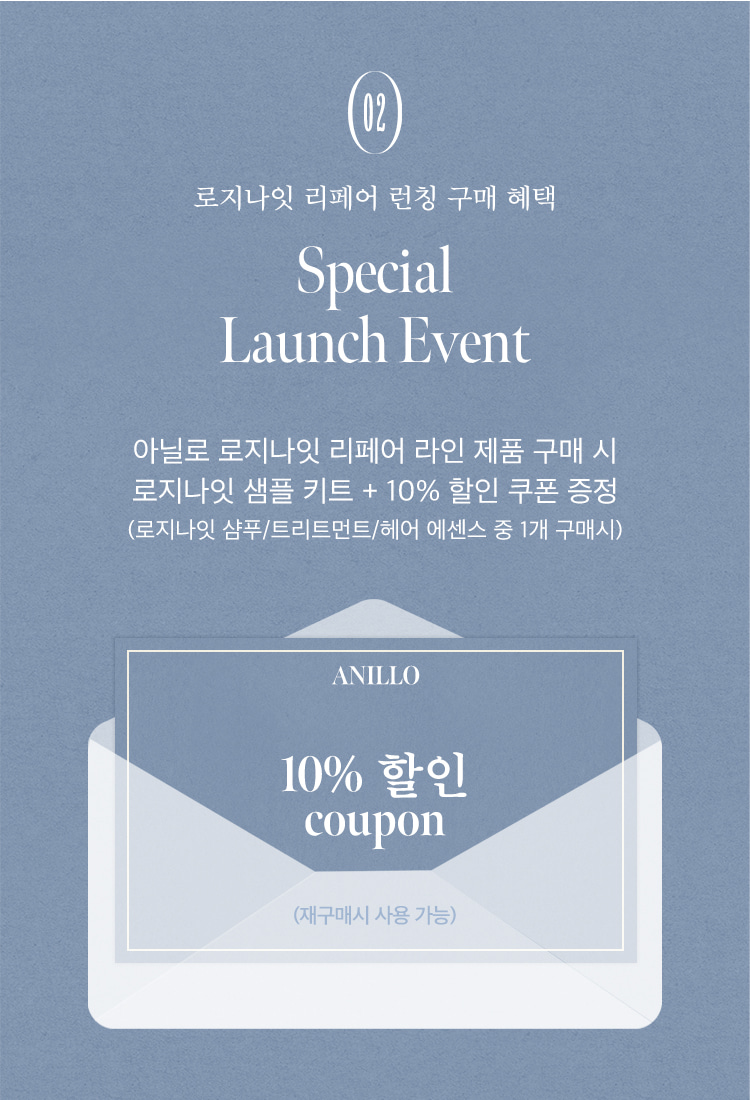 02
로지나잇 리페어 런칭 구매 혜택
Special
Launch Event
아닐로 로지나잇 리페어 라인 제품 구매 시
로지나잇 샘플 키트 + 10% 할인 쿠폰 증정
(로지나잇 샴푸/트리트먼트/헤어 에센스 중 1개 구매시)
ANILLO
10% 할인
coupon
(재구매시 사용 가능)